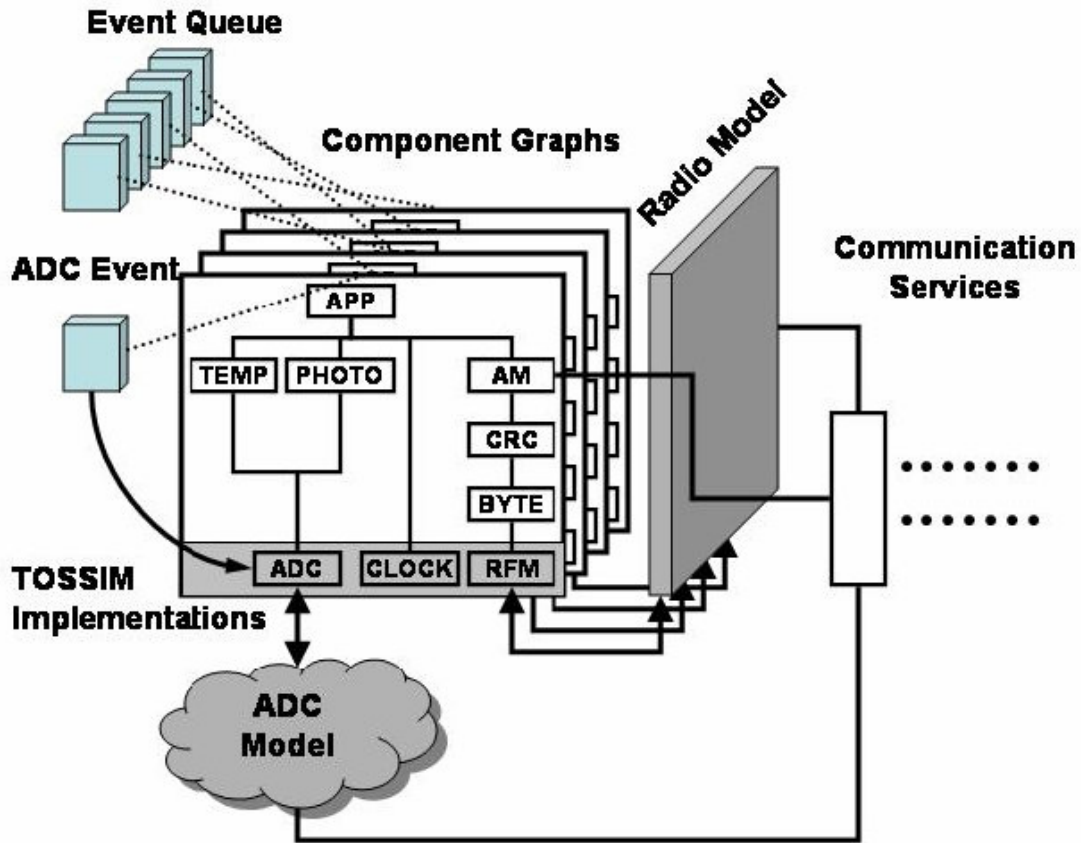 Event Queue
Component Graphs
Radio Model
Communication
Services
ADC Event
APP
TEMP
PHOTO
AM
CRC
BYTE
ADC
CLOCK
RFM
TOSSIM
Implementations
ADC
Model